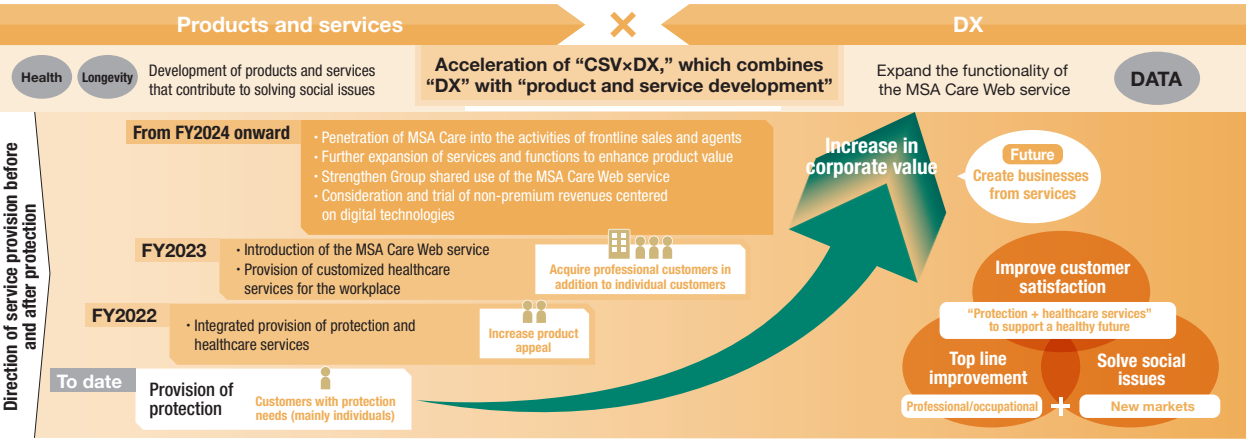 Products and services
×
DX
Health
Longevity
Development of products and services
that contribute to solving social issues
Acceleration of “CSV×DX,” which combines
“DX” with “product and service development”
Expand the functionality of
the MSA Care Web service
DATA
Direction of service provision before
and after protection
From FY2024 onward
・Penetration of MSA Care into the activities of frontline sales and agents
・Further expansion of services and functions to enhance product value
・Strengthen Group shared use of the MSA Care Web service
・Consideration and trial of non-premium revenues centered
on digital technologies
FY2023
・Introduction of the MSA Care Web service
・Provision of customized healthcare
services for the workplace
Acquire professional customers in
addition to individual customers
FY2022
・Integrated provision of protection and
healthcare services
Increase product
appeal
To date
Provision of
protection
Customers with protection
needs (mainly individuals)
Increase in
corporate value
Future
Create businesses
from services
Improve customer
satisfaction
“Protection + healthcare services”
to support a healthy future
Top line
improvement
Professional/occupational
+
Solve social
issues
New markets